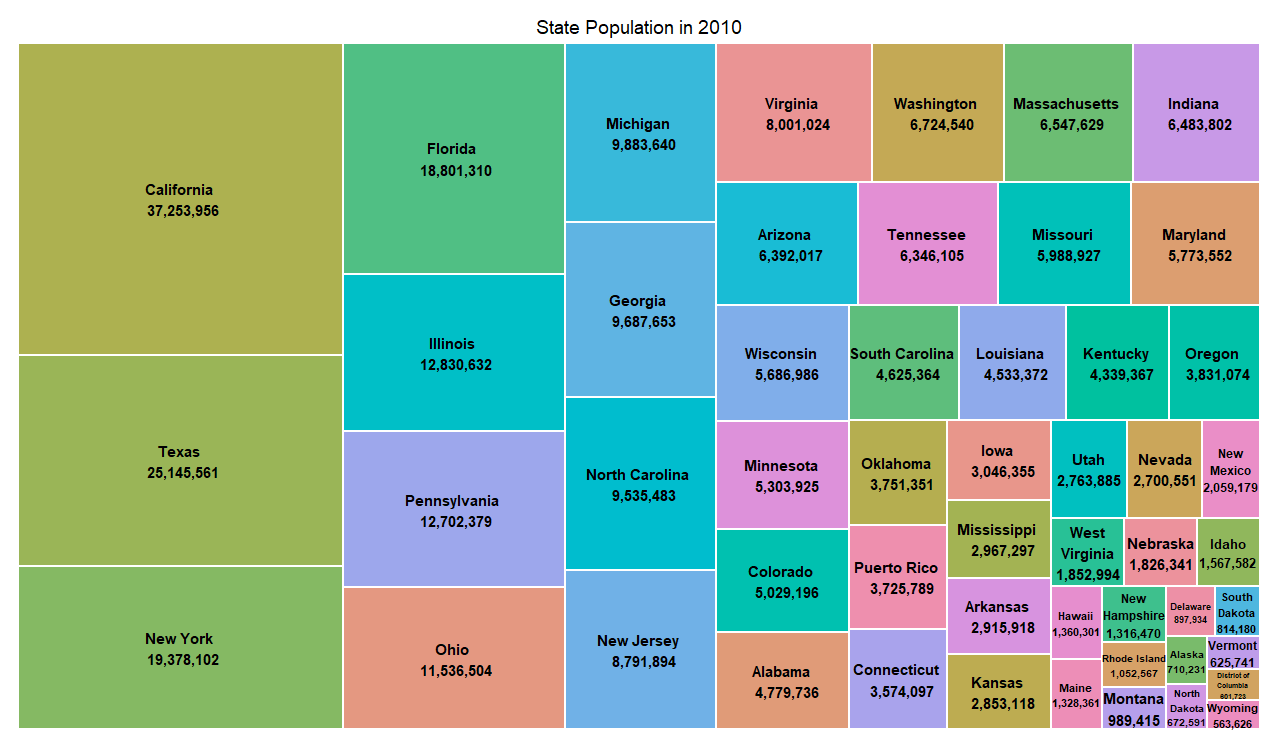 State Population in 2010
California
37,253,956
Texas
25,145,561
New York
19,378,102
Florida
18,801,310
Illinois
12,830,632
Pennsylvania
12,702,379
Ohio
11,536,504
Michigan
9,883,640
Georgia
9,687,653
North Carolina
9,535,483
New Jersey
8,791,894
Virginia
8,001,024
Washington
6,724,540
Massachusetts
6,547,629
Indiana
6,483,802
Arizona
6,392,017
Tennessee
6,346,105
Missouri
5,988,927
Maryland
5,773,552
Wisconsin
5,686,986
Minnesota
5,303,925
Colorado
5,029,196
Alabama
4,779,736
South Carolina
4,625,364
Louisiana
4,533,372
Kentucky
4,339,367
Oregon
3,831,074
Oklahoma
3,751,351
Puerto Rico
3,725,789
Connecticut
3,574,097
Iowa
3,046,355
Mississippi
2,967,297
Arkansas
2,915,918
Kansas
2,853,118
Utah
2,763,885
Nevada
2,700,551
New
Mexico
2,059,179
West
Virginia
1,852,994
Nebraska
1,826,341
Idaho
1,567,582
Hawaii
1,360,301
Maine
1,328,361
New
Hampshire
1,316,470
Rhode Island
1,052,567
Montana
989,415
Delaware
897,934
South
Dakota
814,180
Alaska
710,231
North
Dakota
672,591
Vermont
625,741
District of
Columbia
601,723
Wyoming
563,626